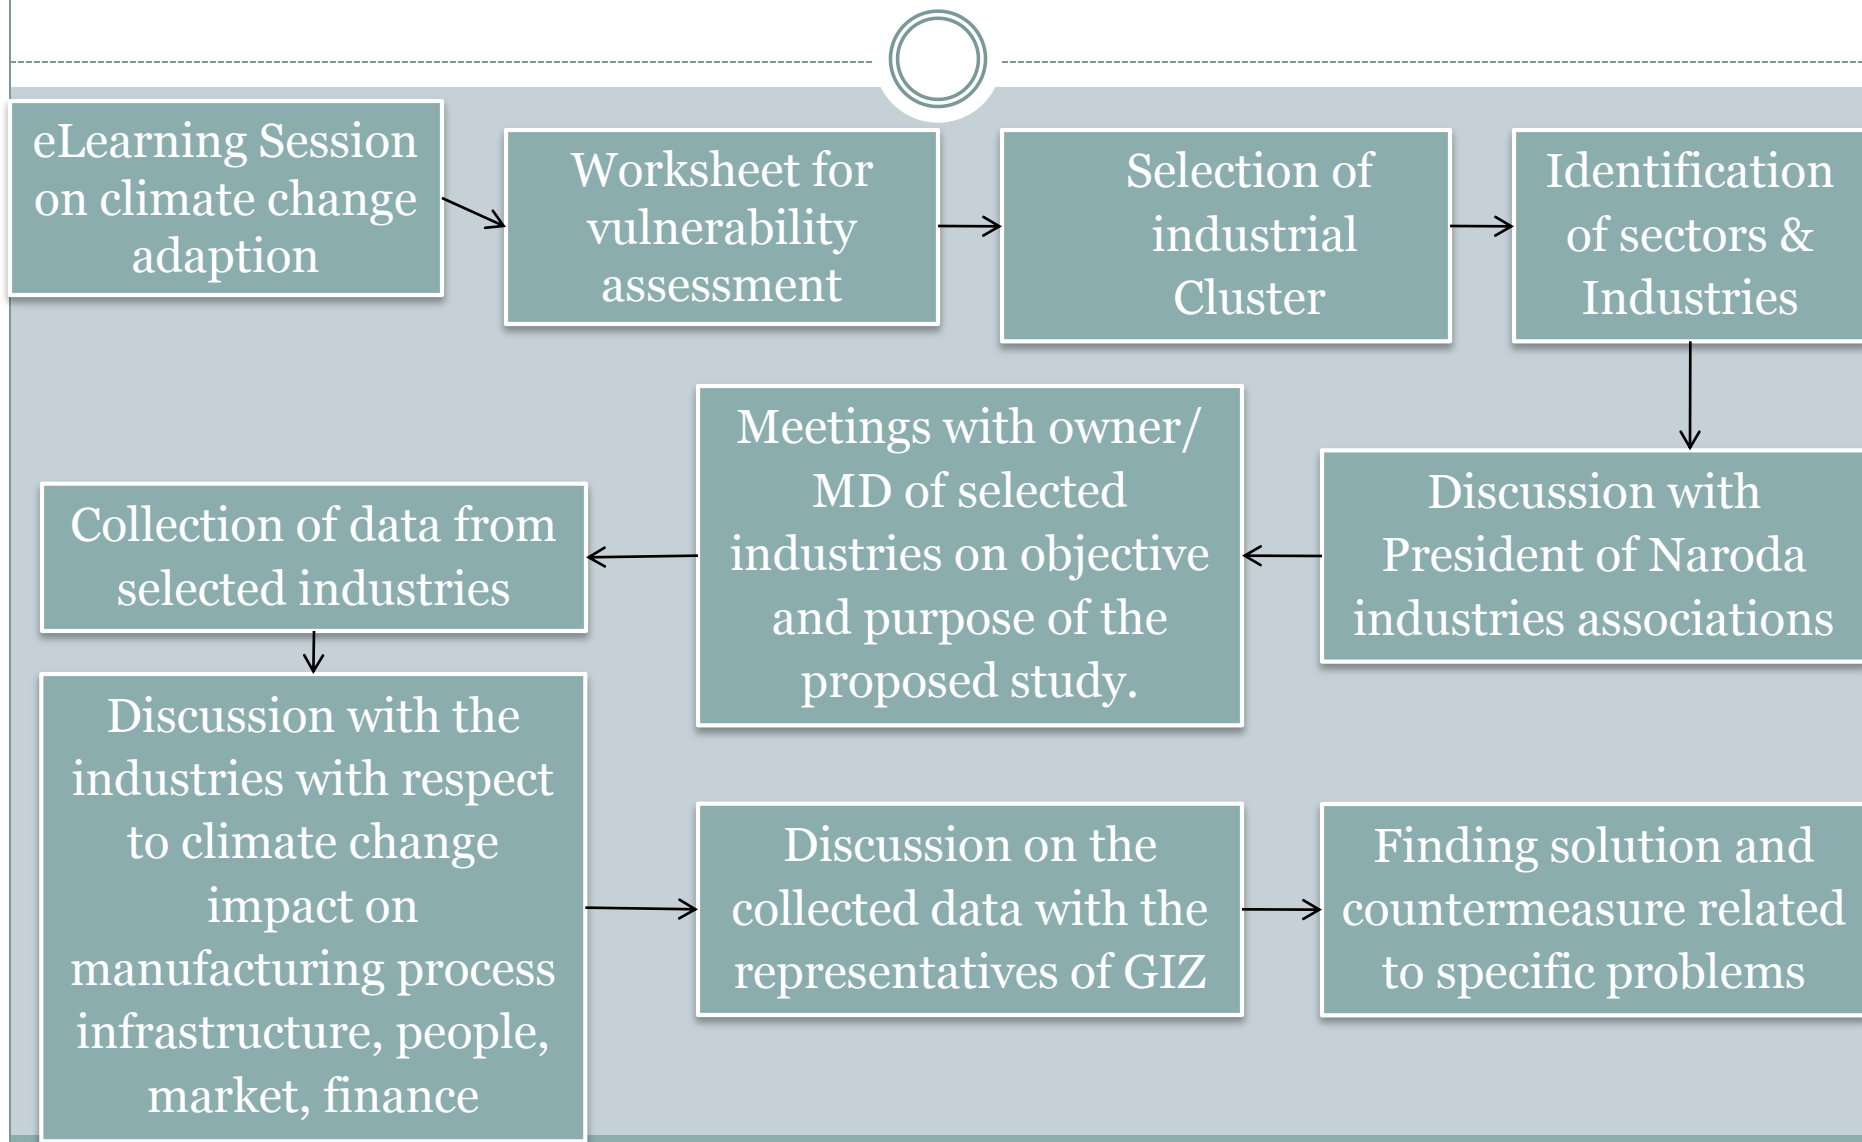 eLearning Session
on climate change
adaption
Worksheet for
vulnerability
assessment
Selection of
industrial
Cluster
Identification
of sectors &
Industries
Discussion with
President of Naroda
industries associations
Meetings with owner/
MD of selected
industries on objective
and purpose of the
proposed study.
Collection of data from
selected industries
Discussion with the
industries with respect
to climate change
impact on
manufacturing process
infrastructure, people,
market, finance
Discussion on the
collected data with the
representatives of GIZ
Finding solution and
countermeasure related
to specific problems